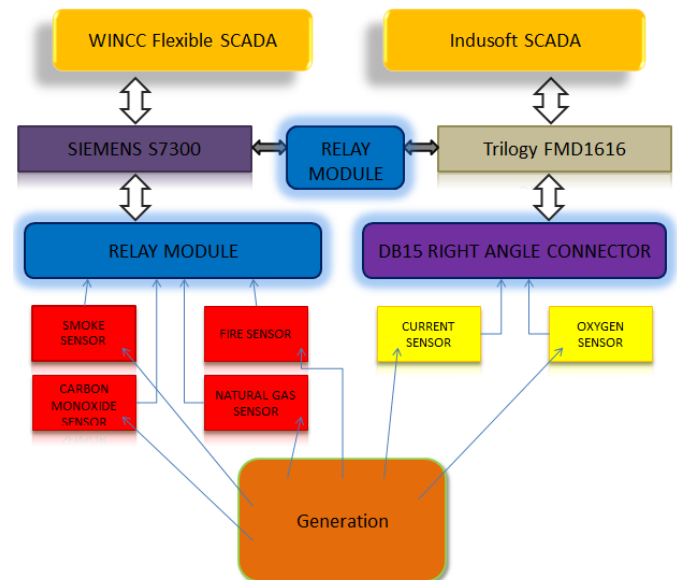 WINCC Flexible SCADA
Indusoft SCADA
SIEMENS S7300
RELAY
MODULE
Trilogy FMD1616
RELAY MODULE
DB15 RIGHT ANGLE CONNECTOR
SMOKE
SENSOR
FIRE SENSOR
CURRENT
SENSOR
OXYGEN
SENSOR
CARBON
MONOXIDE
SENSOR
NATURAL GAS
SENSOR
Generation